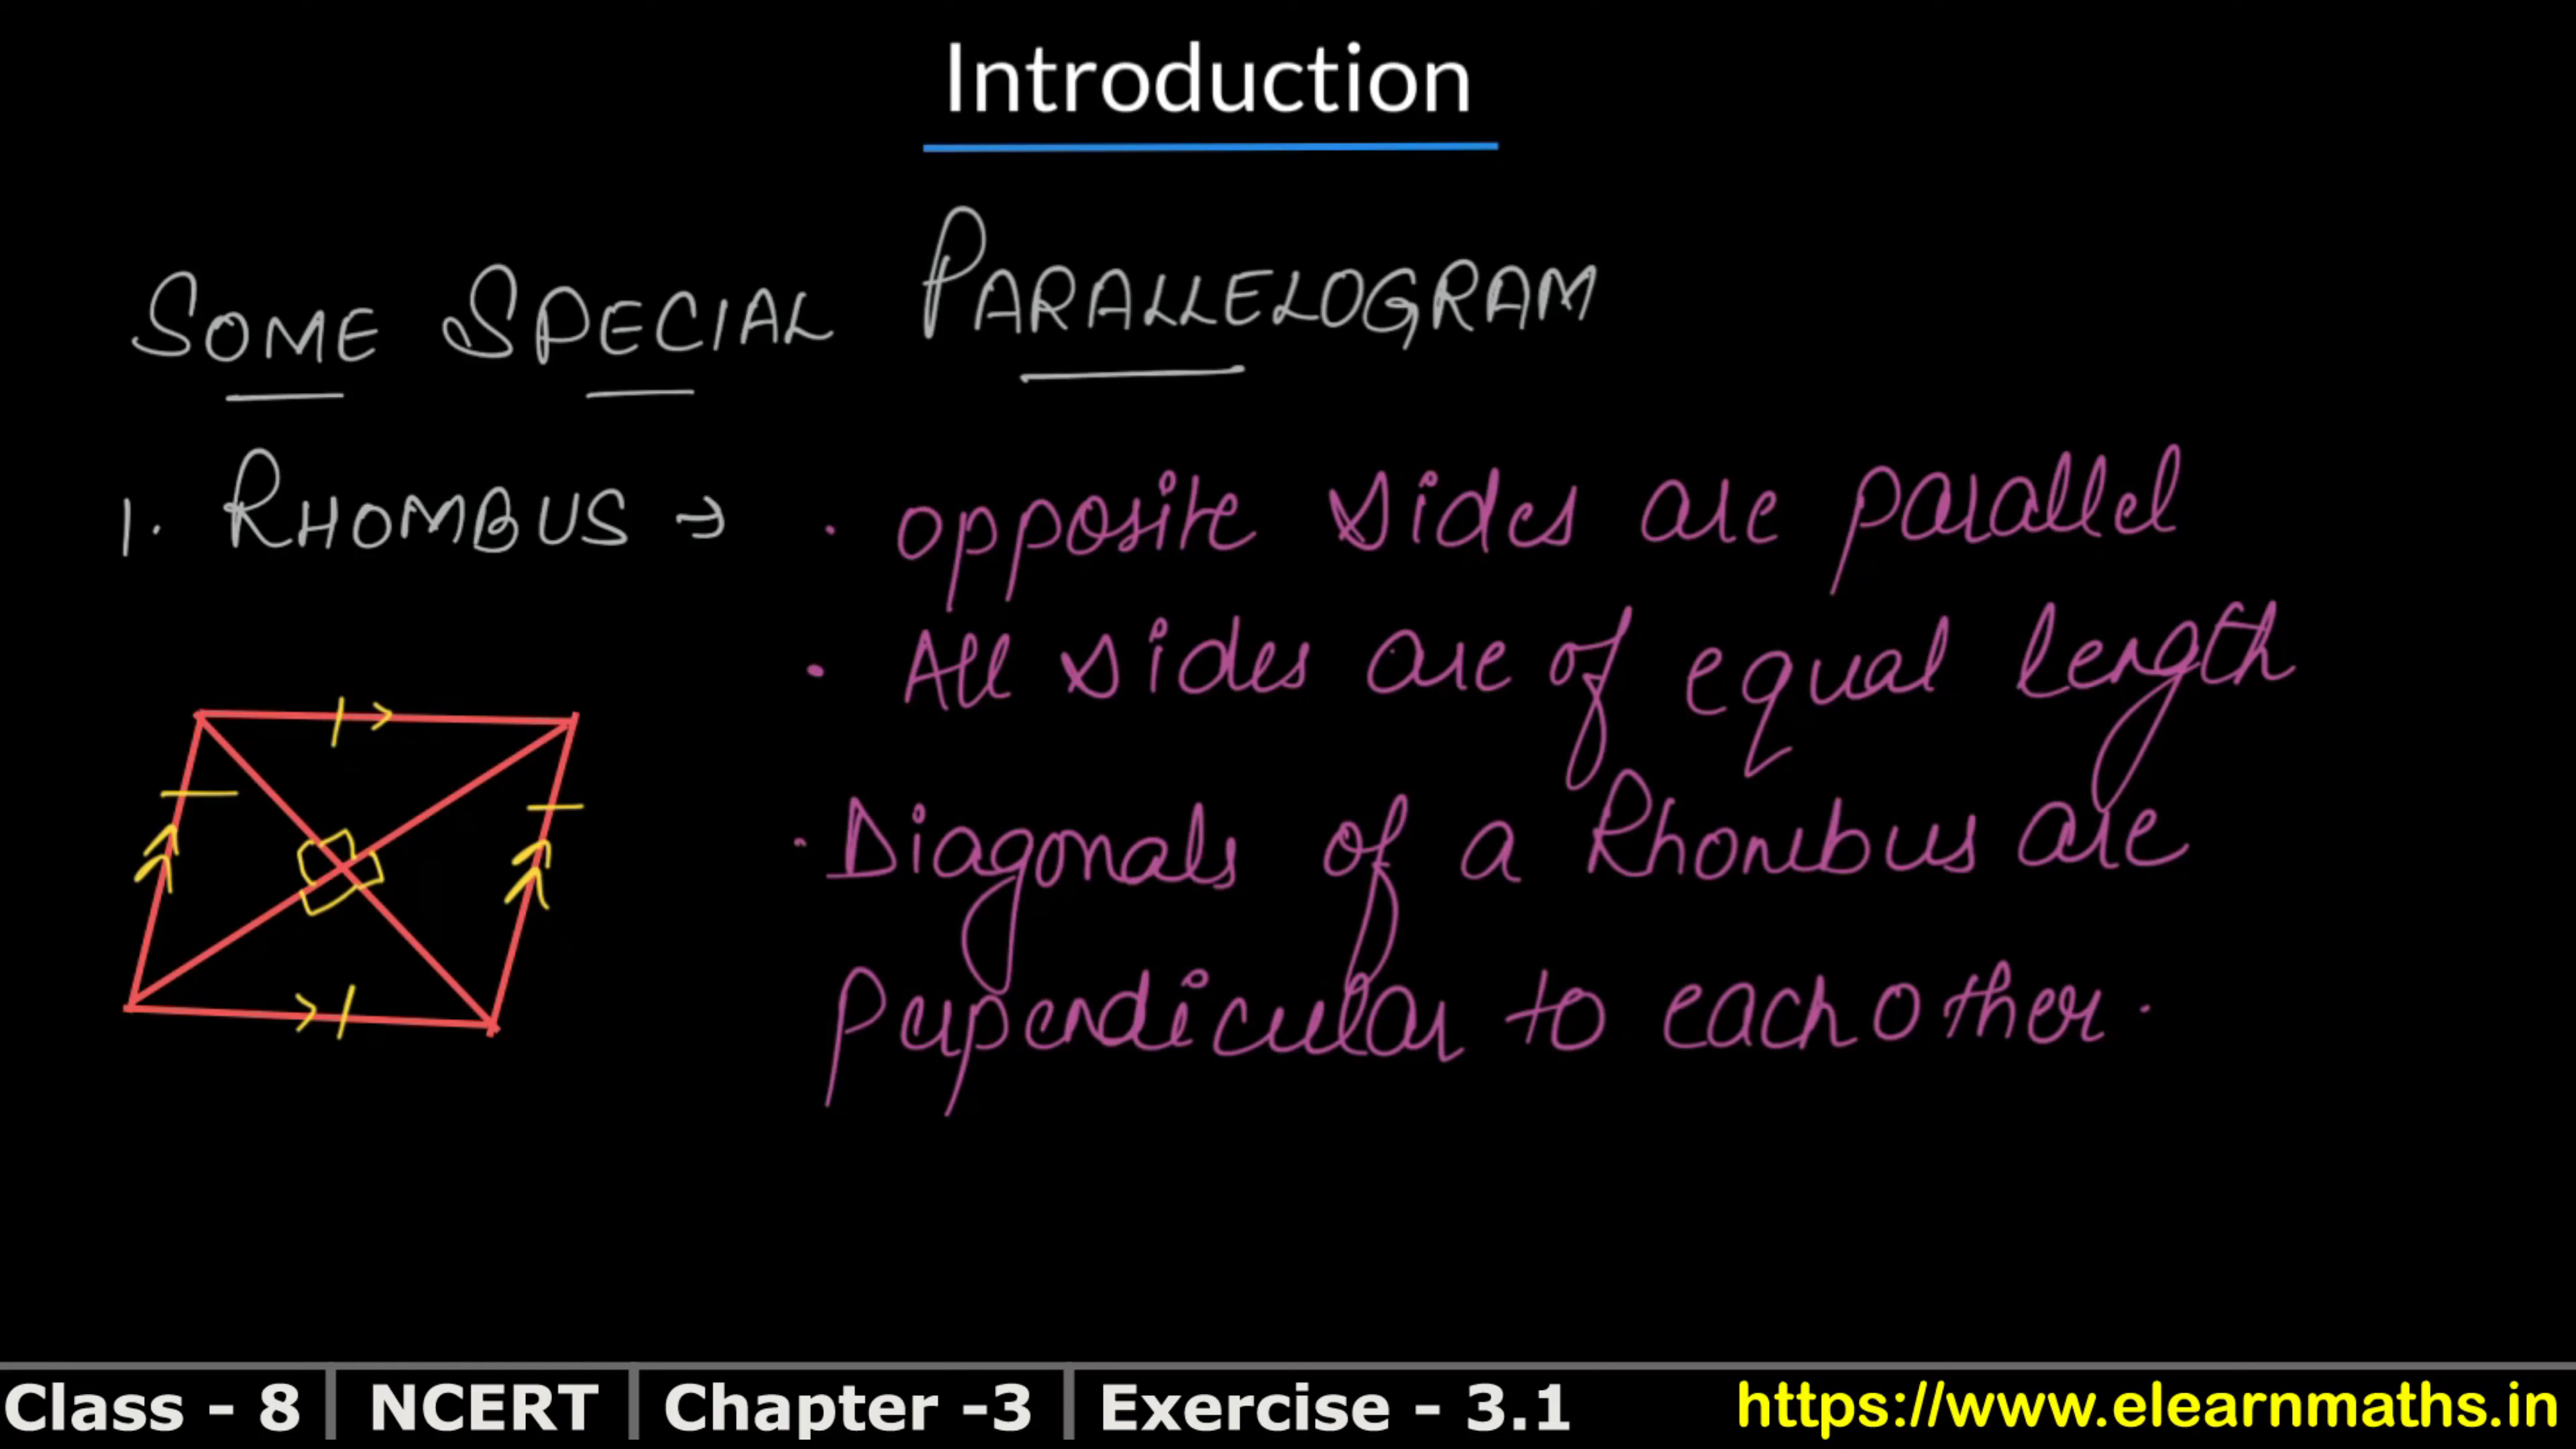 Introduction
SOME SPECIAL PARALLELOGRAM
1. RHOMBUS → • opposite sides are parallel
• All sides are of equal length
• Diagonals of a Rhombus are
perpendicular to each other.
Class - 8 | NCERT | Chapter -3 | Exercise - 3.1 https://www.elearnmaths.in